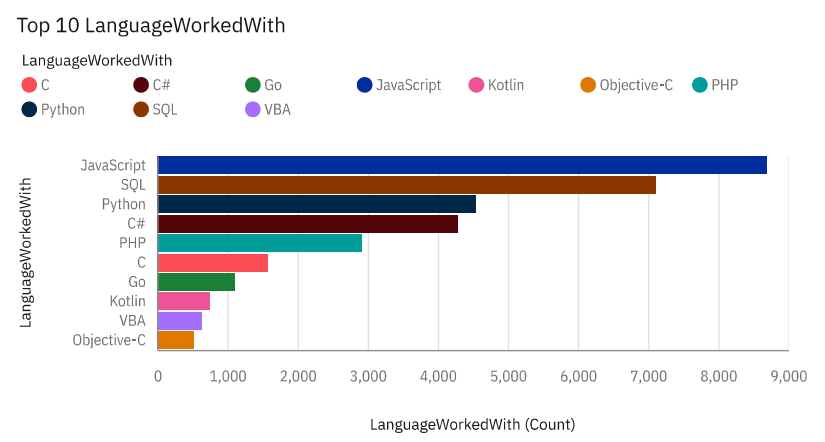 Top 10 LanguageWorkedWith
LanguageWorkedWith
C C# Go JavaScript Kotlin Objective-C PHP
Python SQL VBA
LanguageWorkedWith
JavaScript
SQL
Python
C#
PHP
C
Go
Kotlin
VBA
Objective-C
0 1,000 2,000 3,000 4,000 5,000 6,000 7,000 8,000 9,000
LanguageWorkedWith (Count)